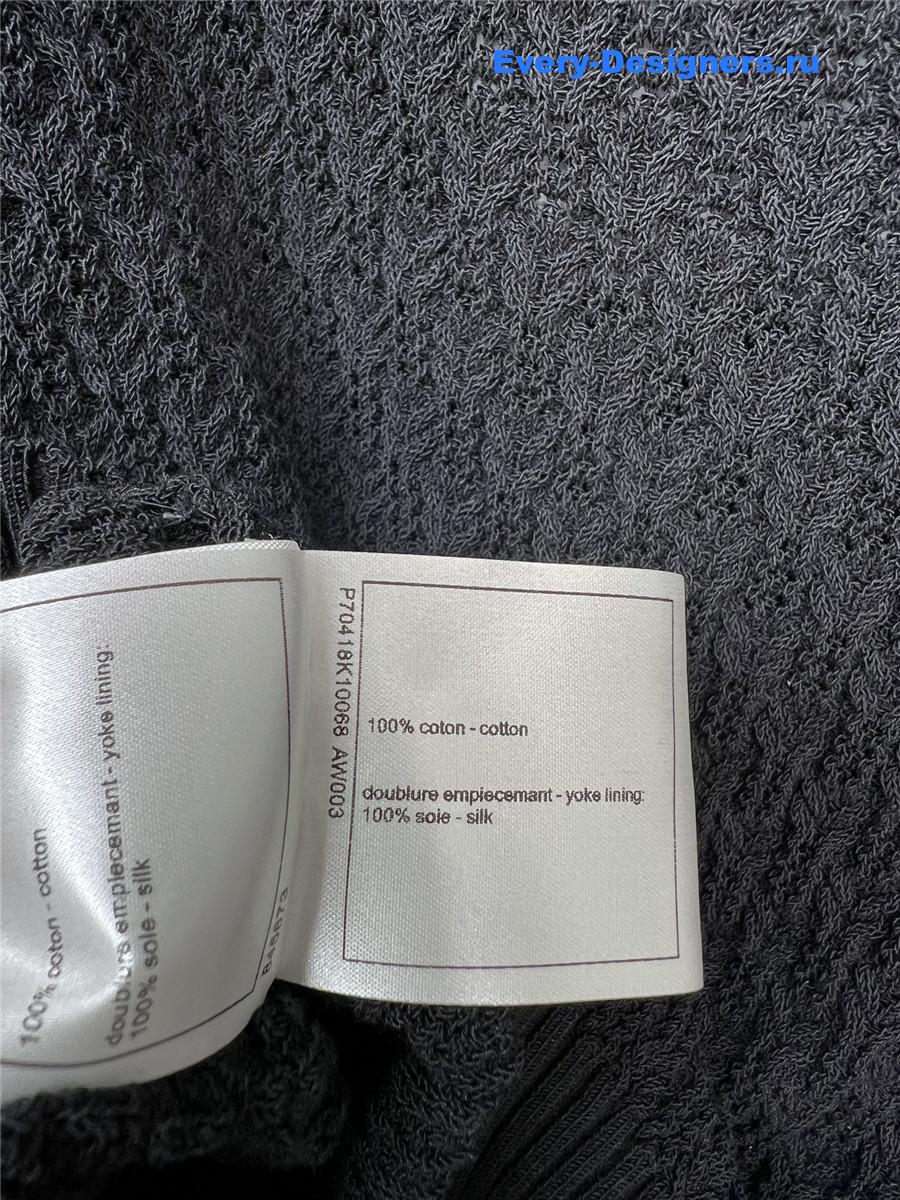 Every-Designers.ru
P70418K10068 AW003
100% coton - cotton
doublure empiecemant - yoke lining:
100% soie - silk
100% coton - cotton
doublure empiecemant - yoke lining:
100% soie - silk